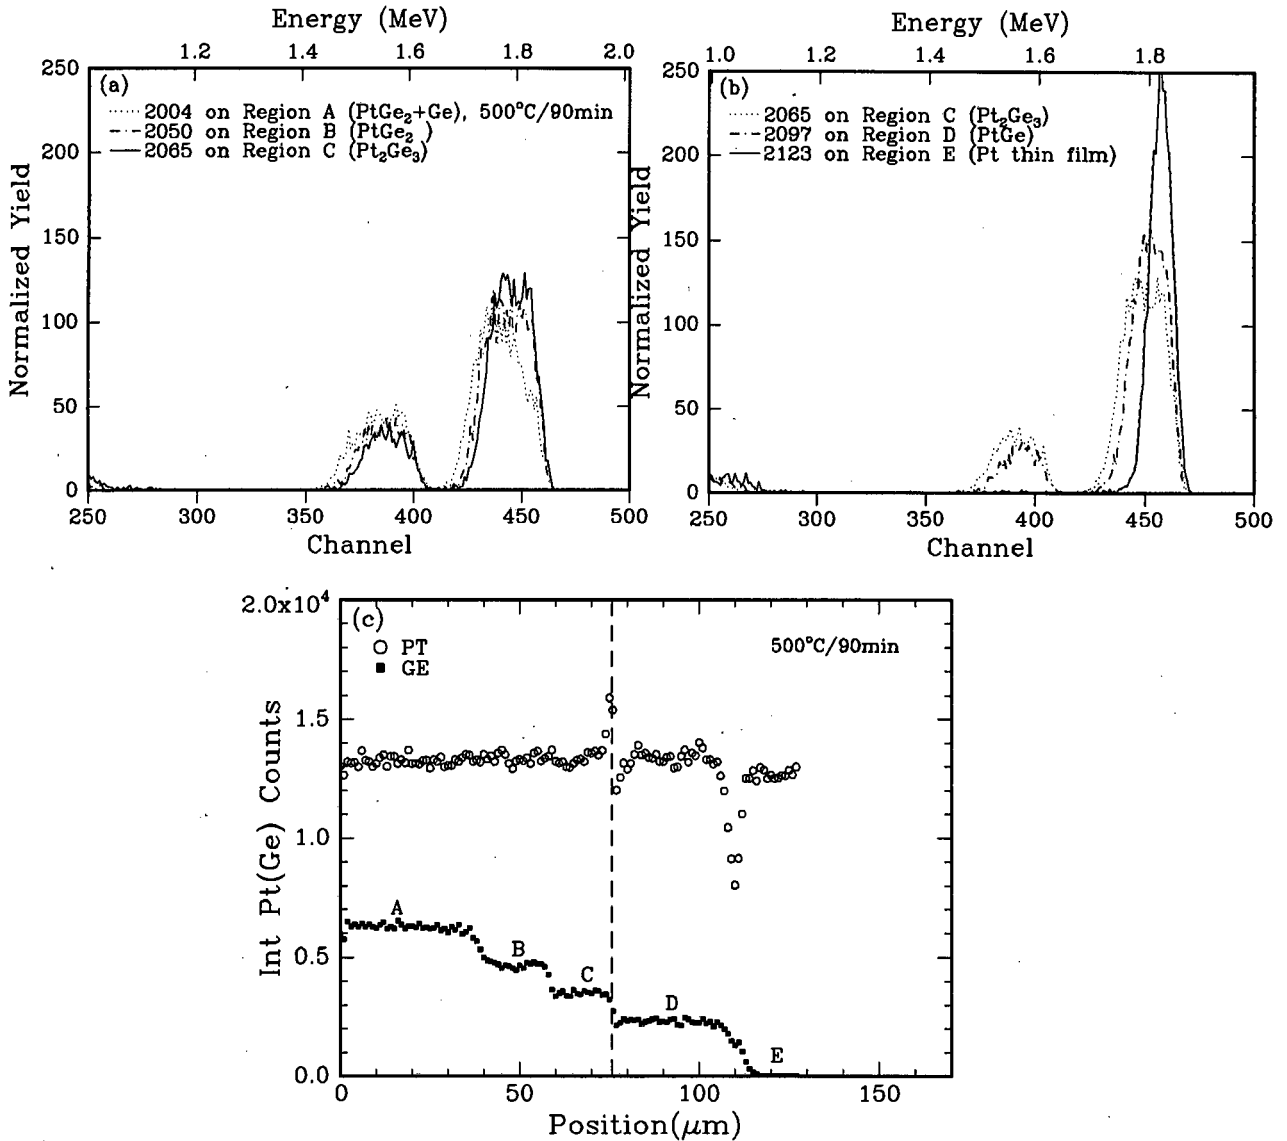 Energy (MeV)
1.2 1.4 1.6 1.8 2.0
250
200
150
100
50
0
Normalized Yield
(a)
2004 on Region A (PtGe₂+Ge), 500°C/90min
2050 on Region B (PtGe₂ )
2065 on Region C (Pt₂Ge₃)
250 300 350 400 450 500
Channel
Energy (MeV)
1.0 1.2 1.4 1.6 1.8
250
200
150
100
50
0
Normalized Yield
(b)
2065 on Region C (Pt₂Ge₃)
2097 on Region D (PtGe)
2123 on Region E (Pt thin film)
250 300 350 400 450 500
Channel
2.0x10⁴
1.5
1.0
0.5
0.0
Int Pt(Ge) Counts
(c)
PT
GE
500°C/90min
A
B
C
D
E
0 50 100 150
Position(μm)